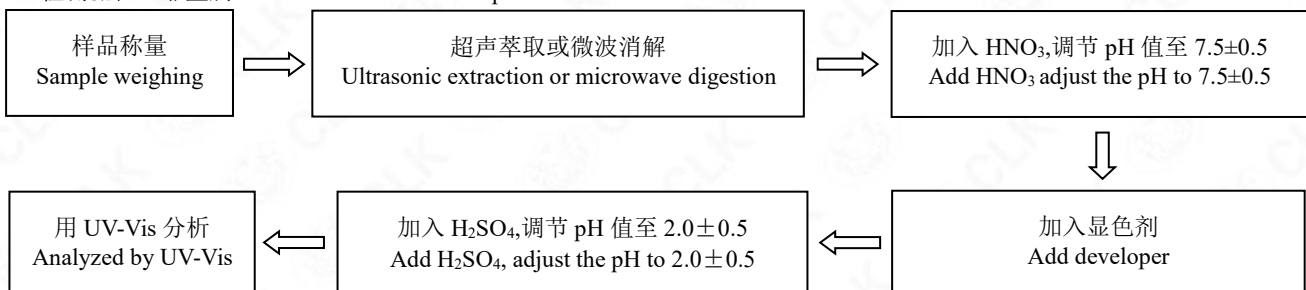 样品称量
Sample weighing
超声萃取或微波消解
Ultrasonic extraction or microwave digestion
加入 HNO₃,调节 pH 值至 7.5±0.5
Add HNO₃ adjust the pH to 7.5±0.5
加入显色剂
Add developer
加入 H₂SO₄,调节 pH 值至 2.0±0.5
Add H₂SO₄, adjust the pH to 2.0±0.5
用 UV-Vis 分析
Analyzed by UV-Vis
CLK